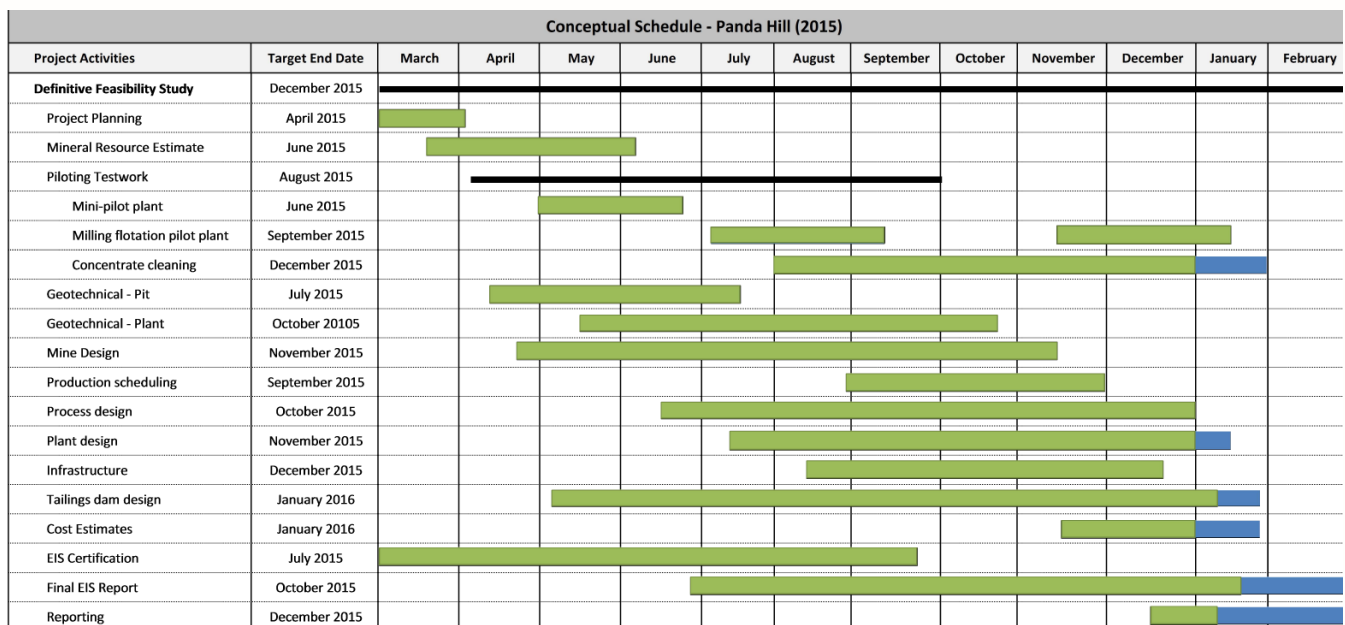 Conceptual Schedule - Panda Hill (2015)
Project Activities Target End Date March April May June July August September October November December January February
Definitive Feasibility Study December 2015
Project Planning April 2015
Mineral Resource Estimate June 2015
Piloting Testwork August 2015
Mini-pilot plant June 2015
Milling flotation pilot plant September 2015
Concentrate cleaning December 2015
Geotechnical - Pit July 2015
Geotechnical - Plant October 20105
Mine Design November 2015
Production scheduling September 2015
Process design October 2015
Plant design November 2015
Infrastructure December 2015
Tailings dam design January 2016
Cost Estimates January 2016
EIS Certification July 2015
Final EIS Report October 2015
Reporting December 2015